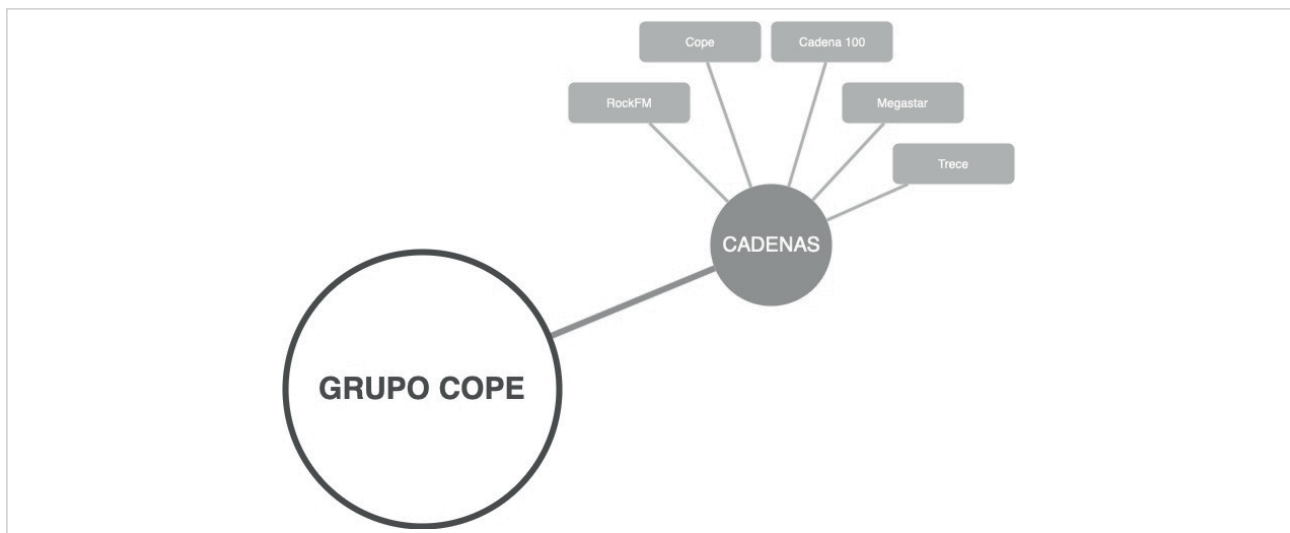 Cope
Cadena 100
RockFM
Megastar
Trece
CADENAS
GRUPO COPE